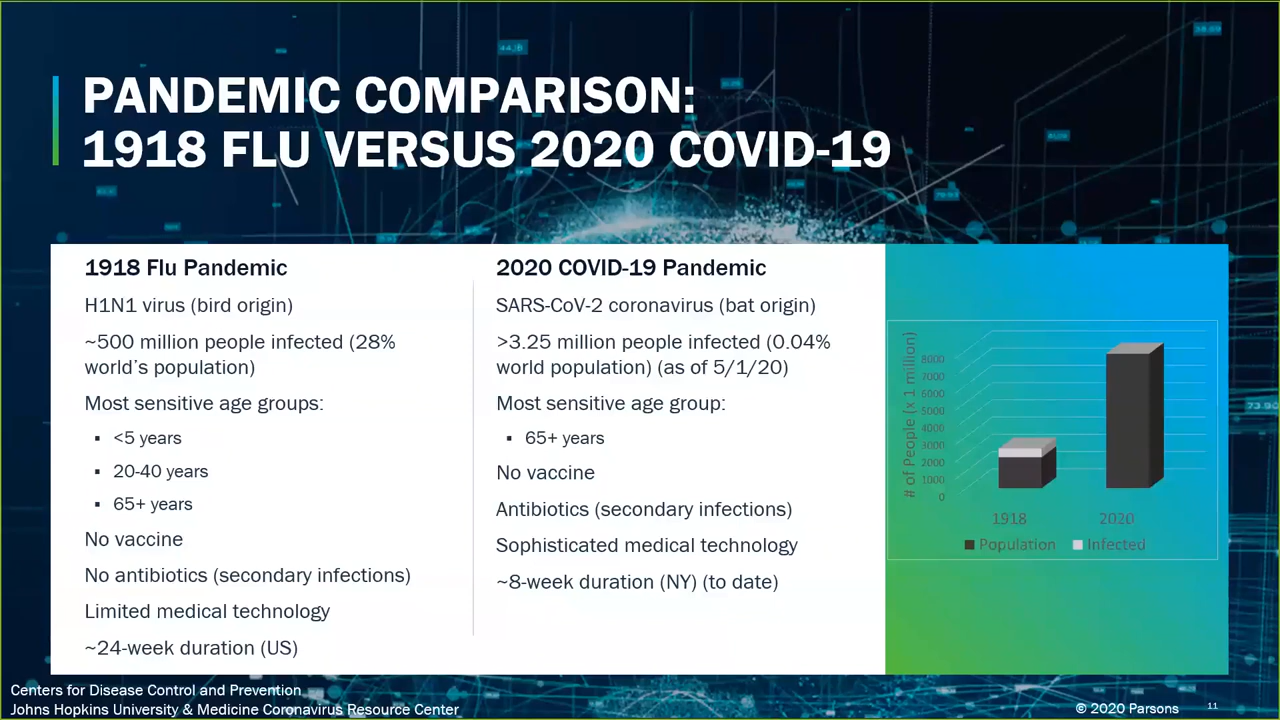 44.18
58.69
PANDEMIC COMPARISON:
1918 FLU VERSUS 2020 COVID-19
1918 Flu Pandemic
H1N1 virus (bird origin)
~500 million people infected (28%
world's population)
Most sensitive age groups:
▪ <5 years
▪ 20-40 years
▪ 65+ years
No vaccine
No antibiotics (secondary infections)
Limited medical technology
~24-week duration (US)
2020 COVID-19 Pandemic
SARS-CoV-2 coronavirus (bat origin)
>3.25 million people infected (0.04%
world population) (as of 5/1/20)
Most sensitive age group:
▪ 65+ years
No vaccine
Antibiotics (secondary infections)
Sophisticated medical technology
~8-week duration (NY) (to date)
# of People (x 1 million)
8000
7000
6000
5000
4000
3000
2000
1000
0
1918 2020
Population Infected
73.90
Centers for Disease Control and Prevention
Johns Hopkins University & Medicine Coronavirus Resource Center
© 2020 Parsons 11